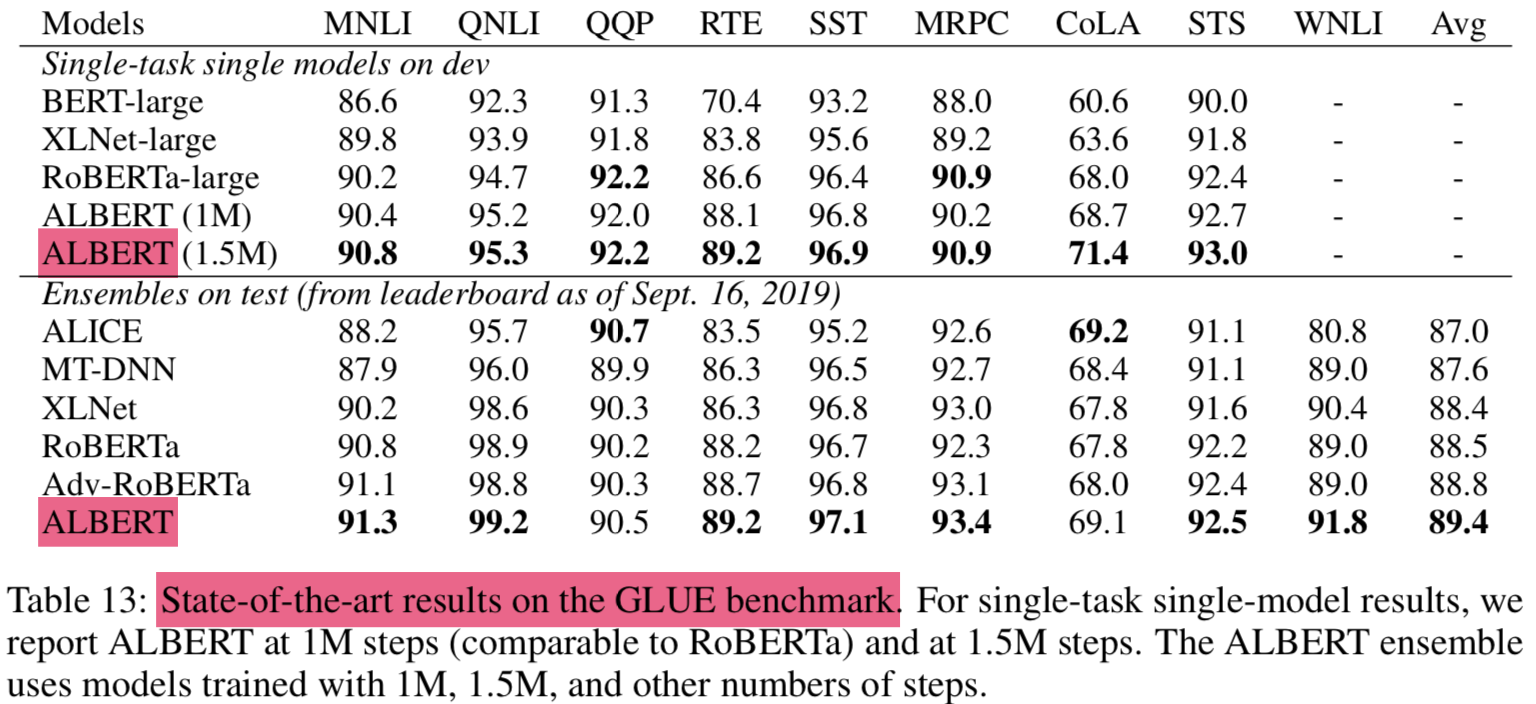 Models MNLI QNLI QQP RTE SST MRPC CoLA STS WNLI Avg
Single-task single models on dev
BERT-large 86.6 92.3 91.3 70.4 93.2 88.0 60.6 90.0 - -
XLNet-large 89.8 93.9 91.8 83.8 95.6 89.2 63.6 91.8 - -
RoBERTa-large 90.2 94.7 92.2 86.6 96.4 90.9 68.0 92.4 - -
ALBERT (1M) 90.4 95.2 92.0 88.1 96.8 90.2 68.7 92.7 - -
ALBERT (1.5M) 90.8 95.3 92.2 89.2 96.9 90.9 71.4 93.0 - -
Ensembles on test (from leaderboard as of Sept. 16, 2019)
ALICE 88.2 95.7 90.7 83.5 95.2 92.6 69.2 91.1 80.8 87.0
MT-DNN 87.9 96.0 89.9 86.3 96.5 92.7 68.4 91.1 89.0 87.6
XLNet 90.2 98.6 90.3 86.3 96.8 93.0 67.8 91.6 90.4 88.4
RoBERTa 90.8 98.9 90.2 88.2 96.7 92.3 67.8 92.2 89.0 88.5
Adv-RoBERTa 91.1 98.8 90.3 88.7 96.8 93.1 68.0 92.4 89.0 88.8
ALBERT 91.3 99.2 90.5 89.2 97.1 93.4 69.1 92.5 91.8 89.4
Table 13: State-of-the-art results on the GLUE benchmark. For single-task single-model results, we
report ALBERT at 1M steps (comparable to RoBERTa) and at 1.5M steps. The ALBERT ensemble
uses models trained with 1M, 1.5M, and other numbers of steps.